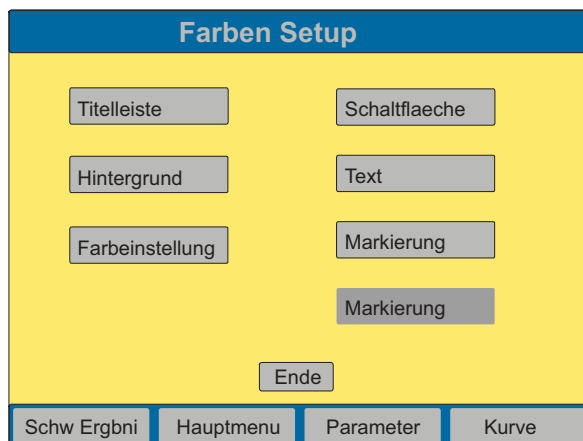 Farben Setup
Titelleiste
Schaltflaeche
Hintergrund
Text
Farbeinstellung
Markierung
Markierung
Ende
Schw Ergbni
Hauptmenu
Parameter
Kurve